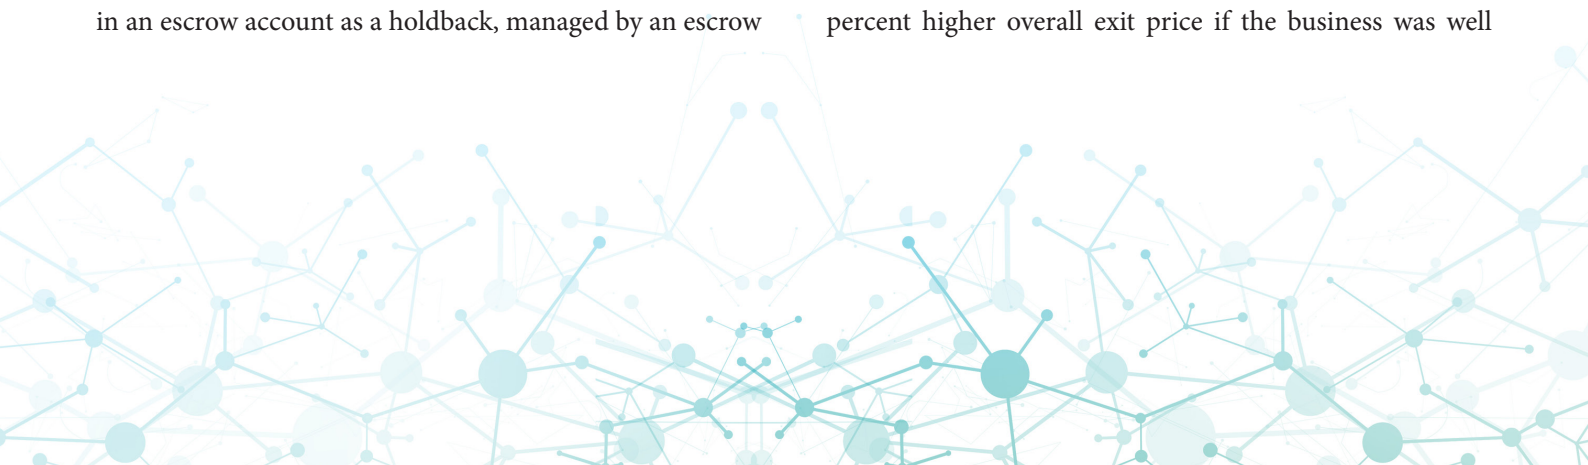 in an escrow account as a holdback, managed by an escrow
percent higher overall exit price if the business was well